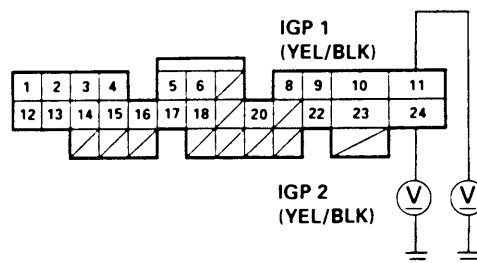 IGP 1
(YEL/BLK)
1 2 3 4 5 6 8 9 10 11
12 13 14 15 16 17 18 20 22 23 24
IGP 2
(YEL/BLK)
V V